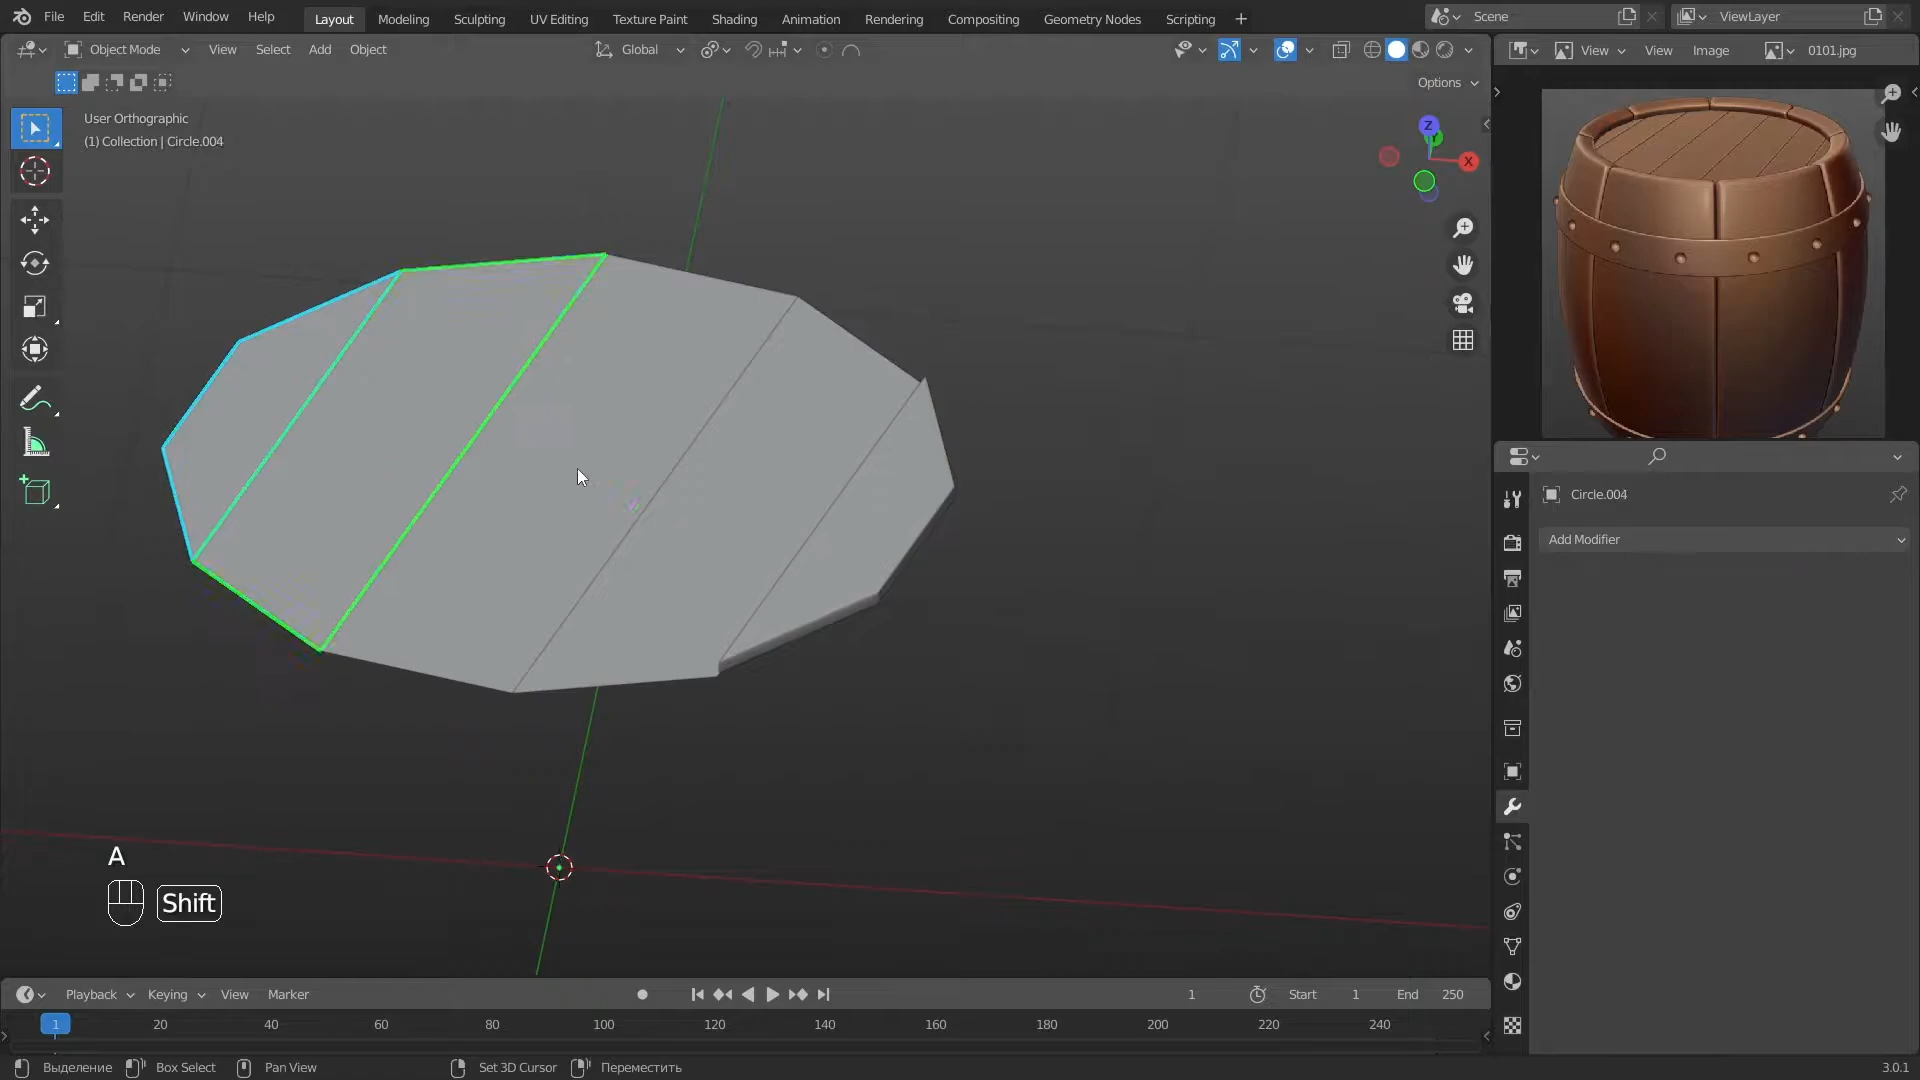 File Edit Render Window Help Layout Modeling Sculpting UV Editing Texture Paint Shading Animation Rendering Compositing Geometry Nodes Scripting + Scene ViewLayer
Object Mode View Select Add Object Global View View Image 0101.jpg
Options
User Orthographic
(1) Collection | Circle.004
Z
X
Circle.004
Add Modifier
A
Shift
Playback Keying View Marker 1 Start 1 End 250
1 20 40 60 80 100 120 140 160 180 200 220 240
Выделение Box Select Pan View Set 3D Cursor Переместить 3.0.1